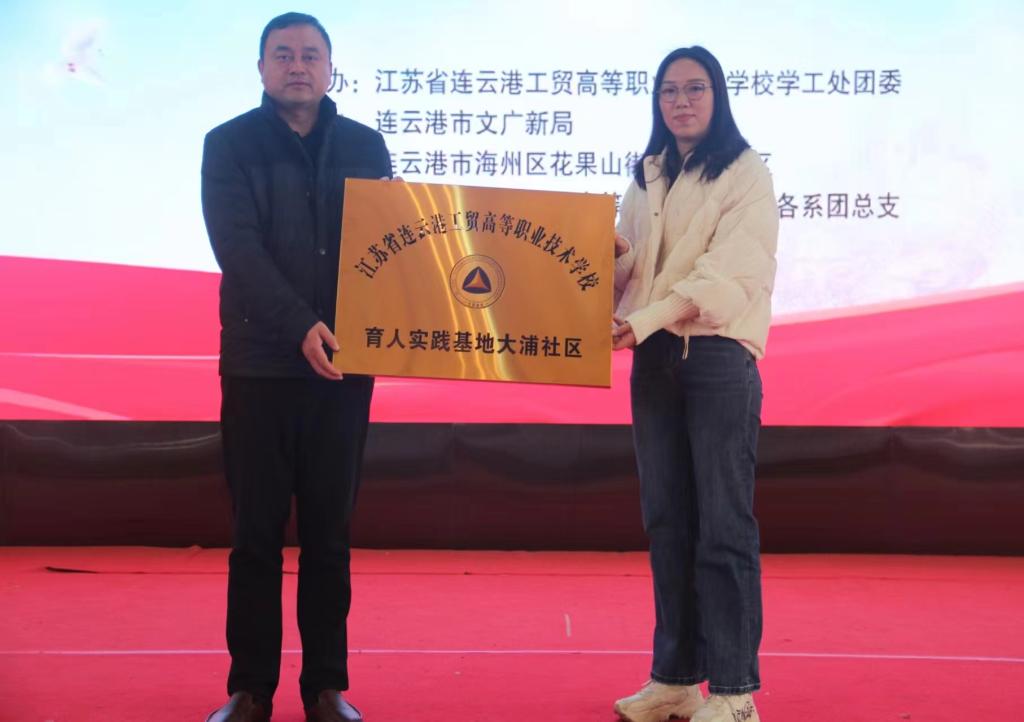 办：江苏省连云港工贸高等职 学校学工处团委
连云港市文广新局
连云港市海州区花果山街 区
各系团总支
江苏省连云港工贸高等职业技术学校
育人实践基地大浦社区